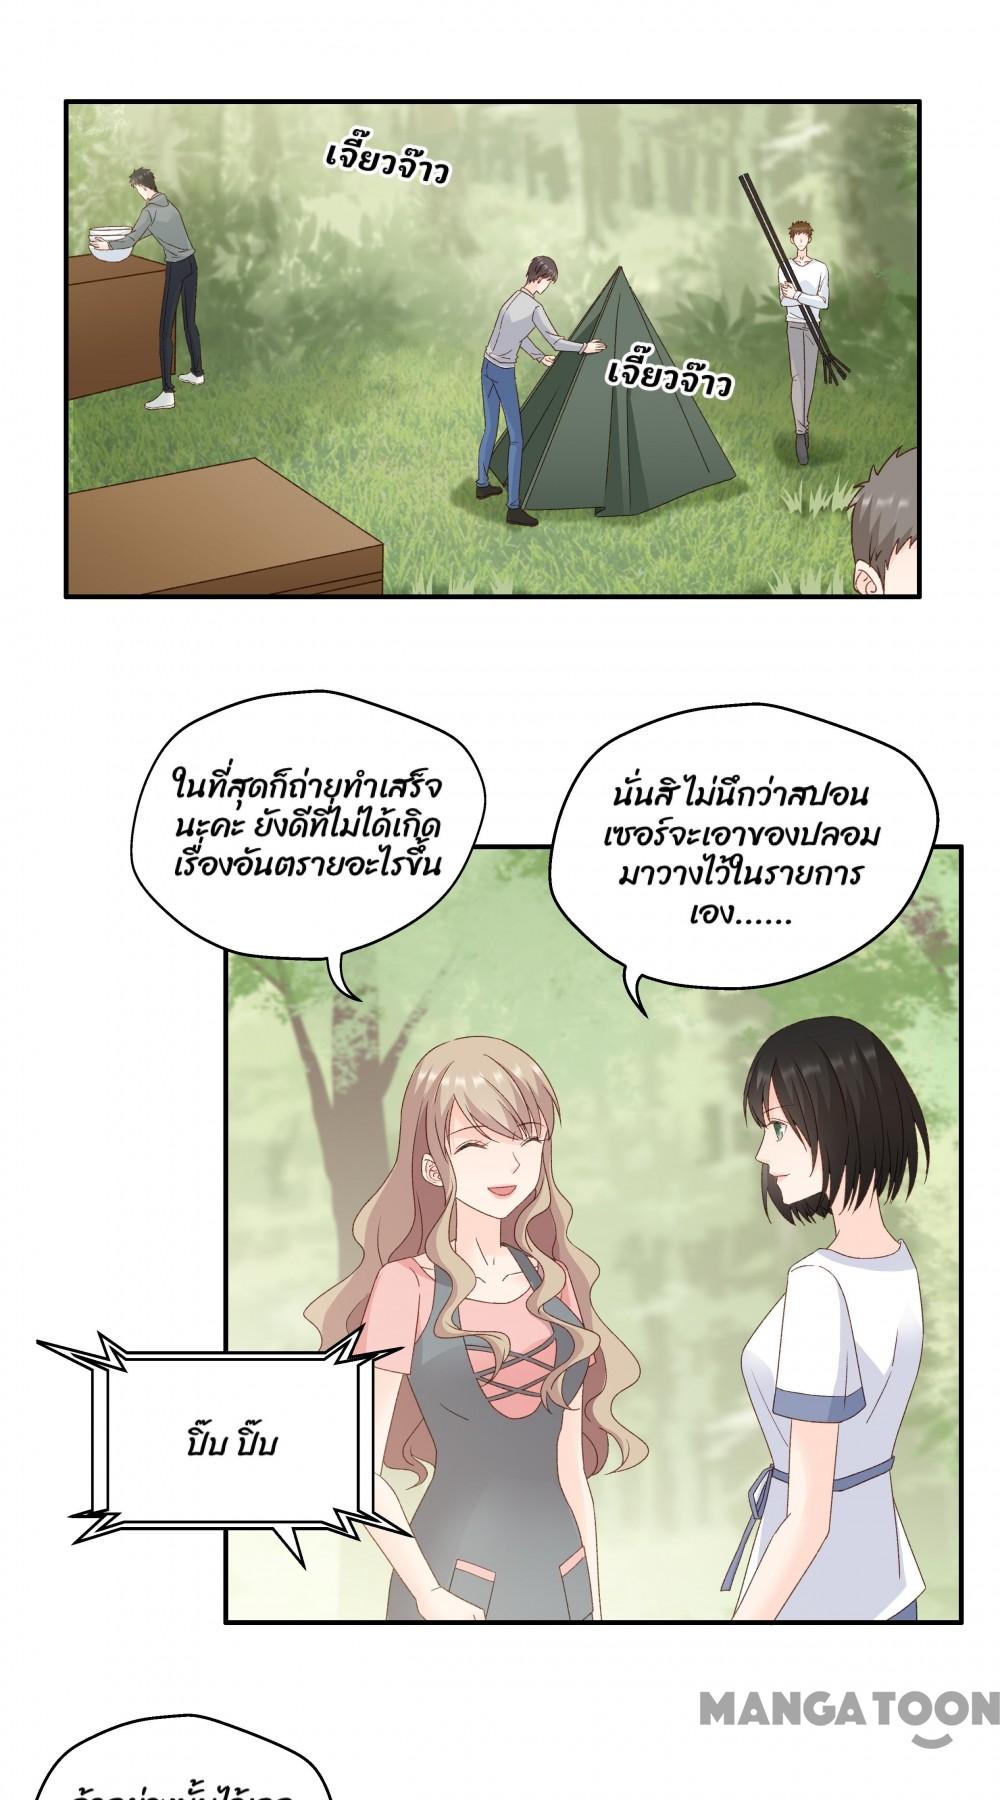 เจี๊ยวจ๊าว
เจี๊ยวจ๊าว
ในที่สุดก็ถ่ายทำเสร็จ
นะคะ ยังดีที่ไม่ได้เกิด
เรื่องอันตรายอะไรขึ้น
นั่นสิ ไม่นึกว่าสปอน
เซอร์จะเอาของปลอม
มาวางไว้ในรายการ
เอง......
ปิ๊บ ปิ๊บ
MANGATOON